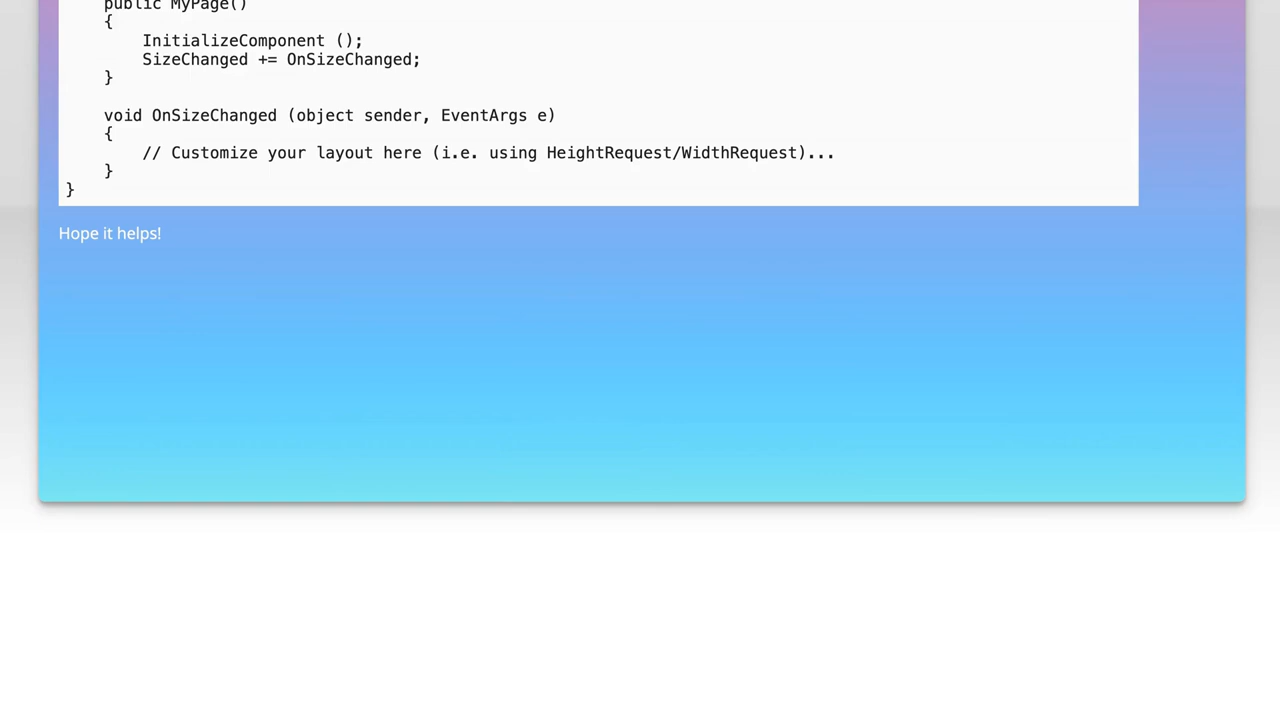 public MyPage()
{
InitializeComponent ();
SizeChanged += OnSizeChanged;
}
void OnSizeChanged (object sender, EventArgs e)
{
// Customize your layout here (i.e. using HeightRequest/WidthRequest)...
}
}
Hope it helps!